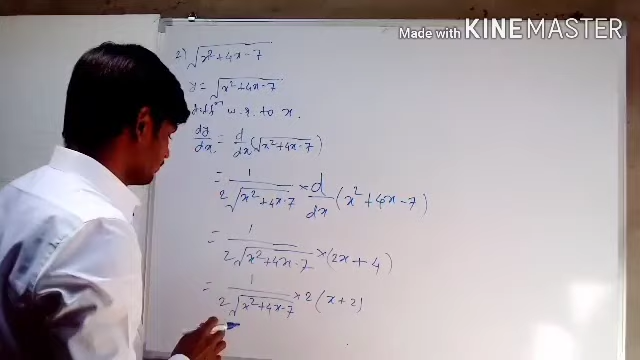 Made with KINEMASTER
2) √(x² + 4x - 7)
y = √(x² + 4x - 7)
diffⁿ w.r. to x.
dy/dx = d/dx (√(x² + 4x - 7))
= 1/(2√(x² + 4x - 7)) × d/dx (x² + 4x - 7)
= 1/(2√(x² + 4x - 7)) × (2x + 4)
= 1/(2√(x² + 4x - 7)) × 2 (x + 2)